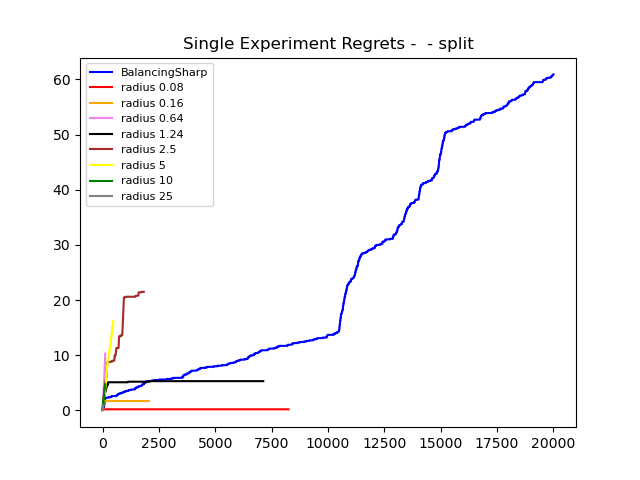 Single Experiment Regrets -  - split
BalancingSharp
radius 0.08
radius 0.16
radius 0.64
radius 1.24
radius 2.5
radius 5
radius 10
radius 25
60
50
40
30
20
10
0
0 2500 5000 7500 10000 12500 15000 17500 20000